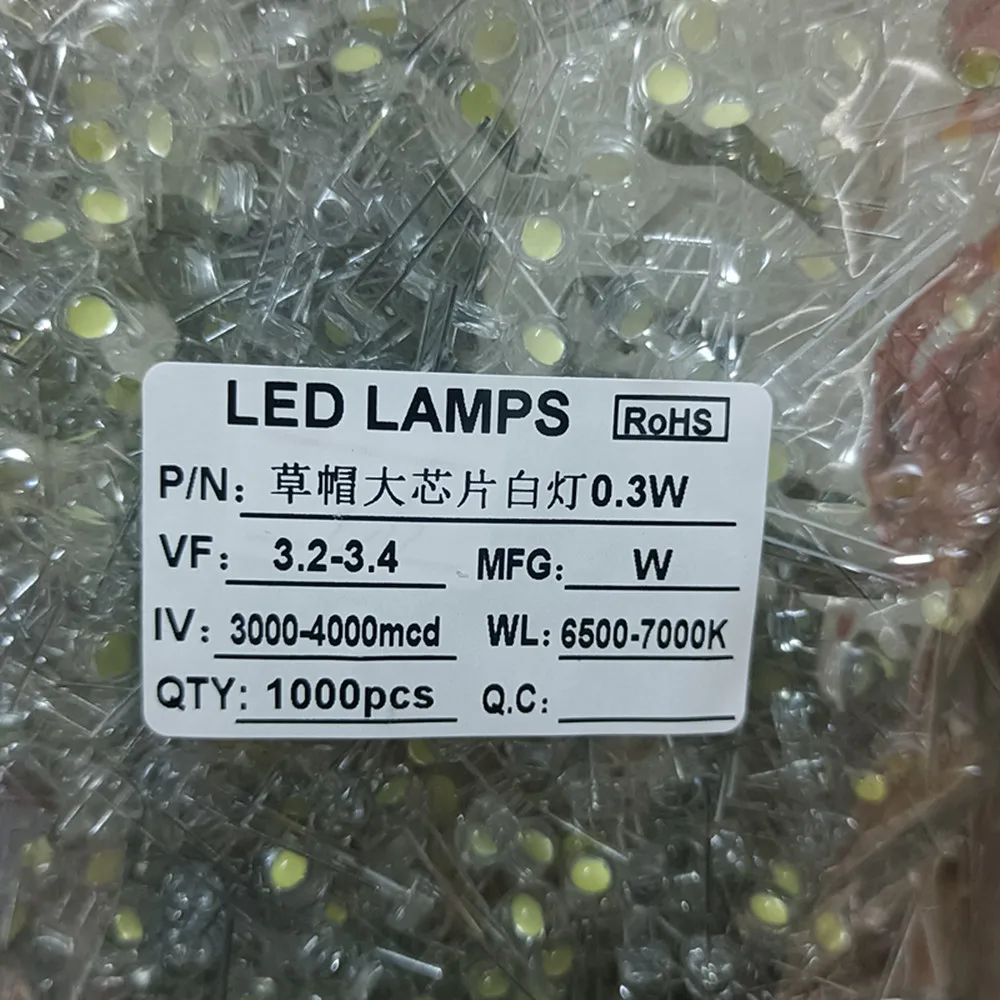 LED LAMPS RoHS
P/N: 草帽大芯片白灯0.3W
VF: 3.2-3.4 MFG: W
IV: 3000-4000mcd WL: 6500-7000K
QTY: 1000pcs Q.C: